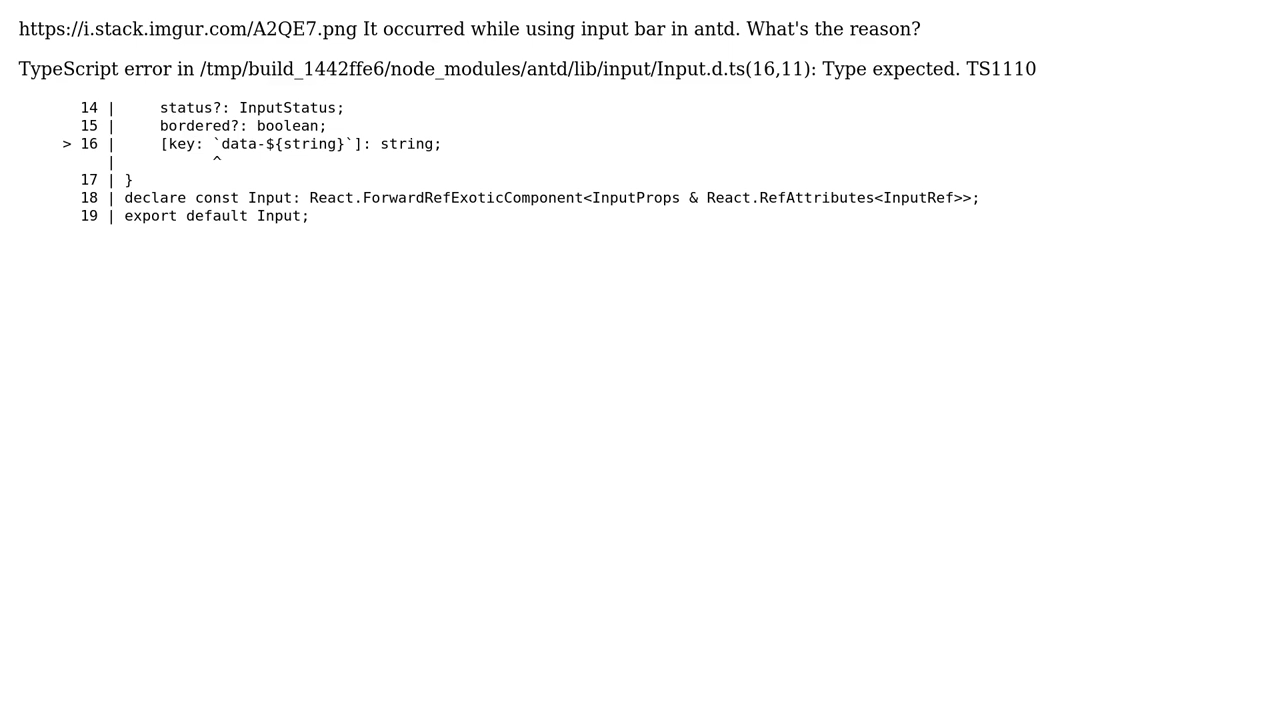 https://i.stack.imgur.com/A2QE7.png It occurred while using input bar in antd. What's the reason?
TypeScript error in /tmp/build_1442ffe6/node_modules/antd/lib/input/Input.d.ts(16,11): Type expected. TS1110
14 |     status?: InputStatus;
15 |     bordered?: boolean;
> 16 |     [key: `data-${string}`]: string;
|           ^
17 | }
18 | declare const Input: React.ForwardRefExoticComponent<InputProps & React.RefAttributes<InputRef>>;
19 | export default Input;